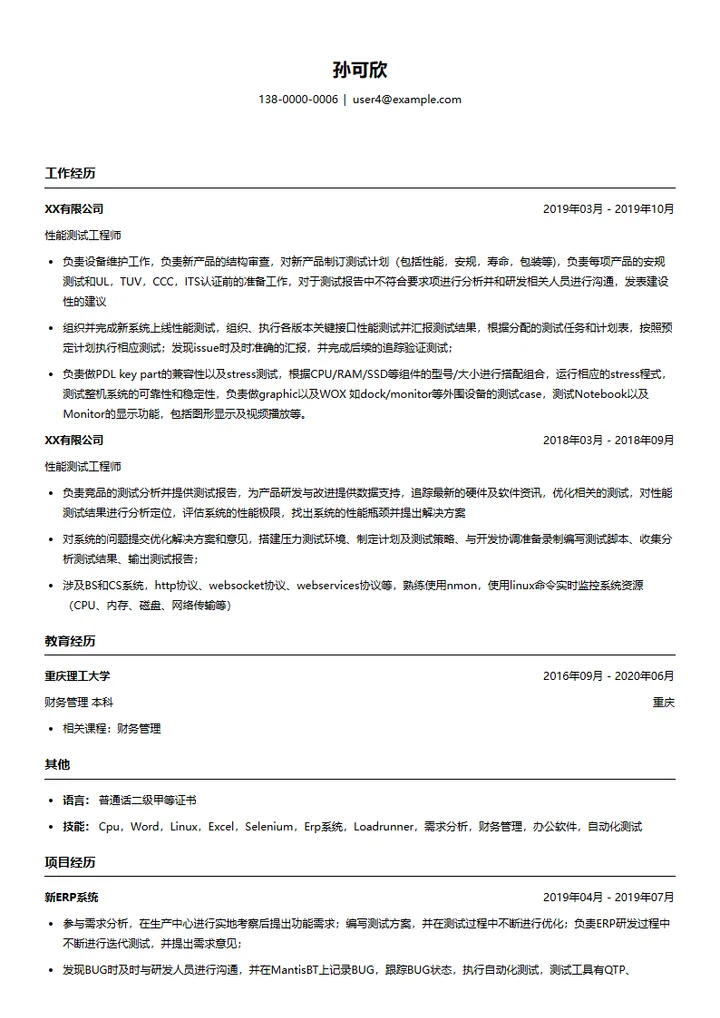 孙可欣
138-0000-0006 | user4@example.com
工作经历
XX有限公司 2019年03月 - 2019年10月
性能测试工程师
• 负责设备维护工作，负责新产品的结构审查，对新产品制订测试计划（包括性能，安规，寿命，包装等)，负责每项产品的安规
测试和UL，TUV，CCC，ITS认证前的准备工作，对于测试报告中不符合要求项进行分析并和研发相关人员进行沟通，发表建设
性的建议
• 组织并完成新系统上线性能测试，组织、执行各版本关键接口性能测试并汇报测试结果，根据分配的测试任务和计划表，按照预
定计划执行相应测试；发现issue时及时准确的汇报，并完成后续的追踪验证测试；
• 负责做PDL key part的兼容性以及stress测试，根据CPU/RAM/SSD等组件的型号/大小进行搭配组合，运行相应的stress程式，
测试整机系统的可靠性和稳定性，负责做graphic以及WOX 如dock/monitor等外围设备的测试case，测试Notebook以及
Monitor的显示功能，包括图形显示及视频播放等。
XX有限公司 2018年03月 - 2018年09月
性能测试工程师
• 负责竞品的测试分析并提供测试报告，为产品研发与改进提供数据支持，追踪最新的硬件及软件资讯，优化相关的测试，对性能
测试结果进行分析定位，评估系统的性能极限，找出系统的性能瓶颈并提出解决方案
• 对系统的问题提交优化解决方案和意见，搭建压力测试环境、制定计划及测试策略、与开发协调准备录制编写测试脚本、收集分
析测试结果、输出测试报告；
• 涉及BS和CS系统，http协议、websocket协议、webservices协议等，熟练使用nmon，使用linux命令实时监控系统资源
（CPU、内存、磁盘、网络传输等）
教育经历
重庆理工大学 2016年09月 - 2020年06月
财务管理 本科 重庆
• 相关课程：财务管理
其他
• 语言： 普通话二级甲等证书
• 技能： Cpu，Word，Linux，Excel，Selenium，Erp系统，Loadrunner，需求分析，财务管理，办公软件，自动化测试
项目经历
新ERP系统 2019年04月 - 2019年07月
• 参与需求分析，在生产中心进行实地考察后提出功能需求；编写测试方案，并在测试过程中不断进行优化；负责ERP研发过程中
不断进行迭代测试，并提出需求意见；
• 发现BUG时及时与研发人员进行沟通，并在MantisBT上记录BUG，跟踪BUG状态，执行自动化测试，测试工具有QTP、